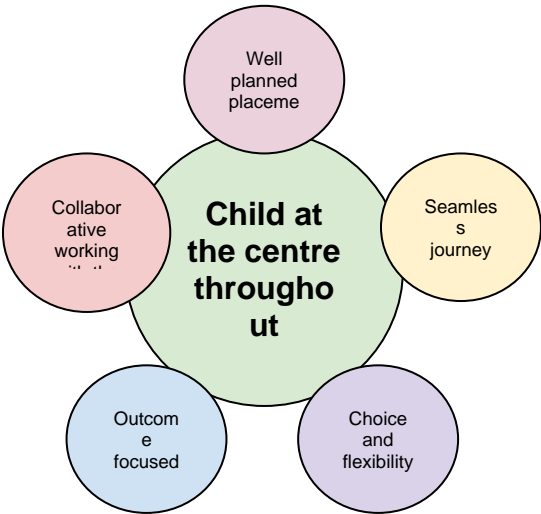 Well
planned
placeme
Collabor
ative
working
Seamles
s
journey
Child at
the centre
througho
ut
Outcom
e
focused
Choice
and
flexibility